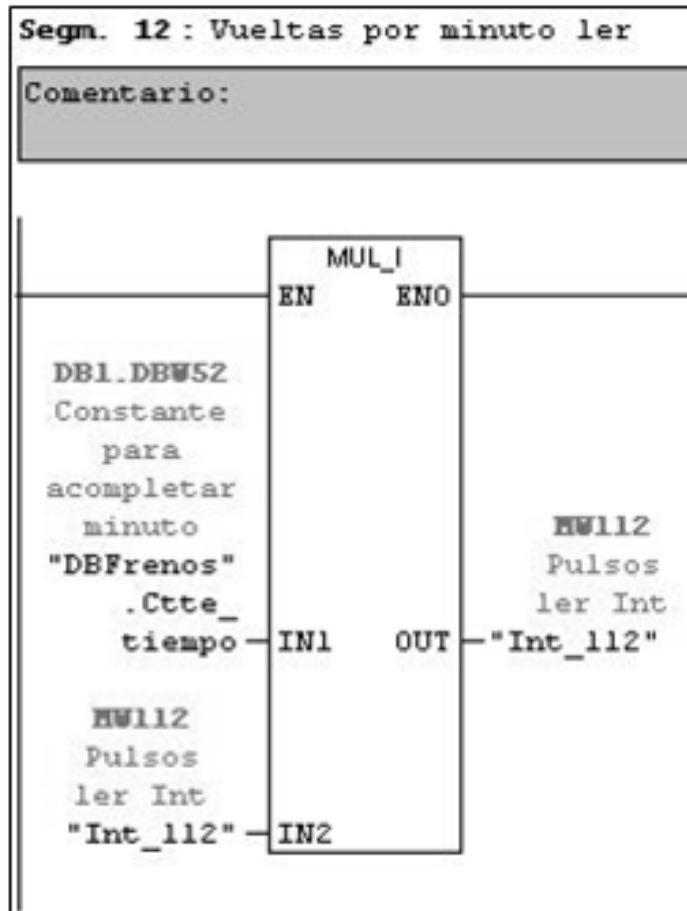 Segm. 12 : Vueltas por minuto 1er
Comentario:
MUL_I
EN ENO
DB1.DBW52
Constante
para
acompletar
minuto
"DBFrenos"
.Ctte_
tiempo IN1
MW112
Pulsos
1er Int
OUT "Int_112"
MW112
Pulsos
1er Int
"Int_112" IN2